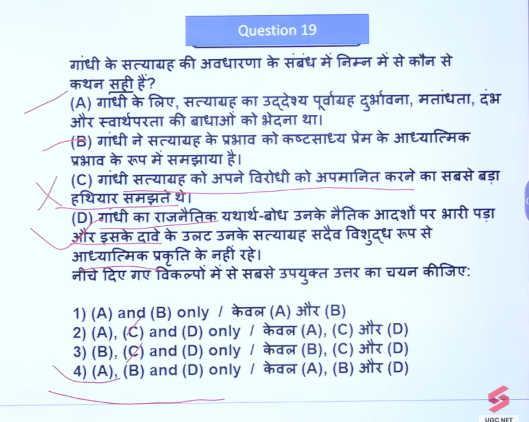 Question 19
गांधी के सत्याग्रह की अवधारणा के संबंध में निम्न में से कौन से
कथन सही हैं?
(A) गांधी के लिए, सत्याग्रह का उद्देश्य पूर्वाग्रह दुर्भावना, मतांधता, दंभ
और स्वार्थपरता की बाधाओं को भेदना था।
(B) गांधी ने सत्याग्रह के प्रभाव को कष्टसाध्य प्रेम के आध्यात्मिक
प्रभाव के रूप में समझाया है।
(C) गांधी सत्याग्रह को अपने विरोधी को अपमानित करने का सबसे बड़ा
हथियार समझते थे।
(D) गांधी का राजनैतिक यथार्थ-बोध उनके नैतिक आदर्शों पर भारी पड़ा
और इसके दावे के उलट उनके सत्याग्रह सदैव विशुद्ध रूप से
आध्यात्मिक प्रकृति के नहीं रहे।
नीचे दिए गए विकल्पों में से सबसे उपयुक्त उत्तर का चयन कीजिए:
1) (A) and (B) only / केवल (A) और (B)
2) (A), (C) and (D) only / केवल (A), (C) और (D)
3) (B), (C) and (D) only / केवल (B), (C) और (D)
4) (A), (B) and (D) only / केवल (A), (B) और (D)
UGC NET